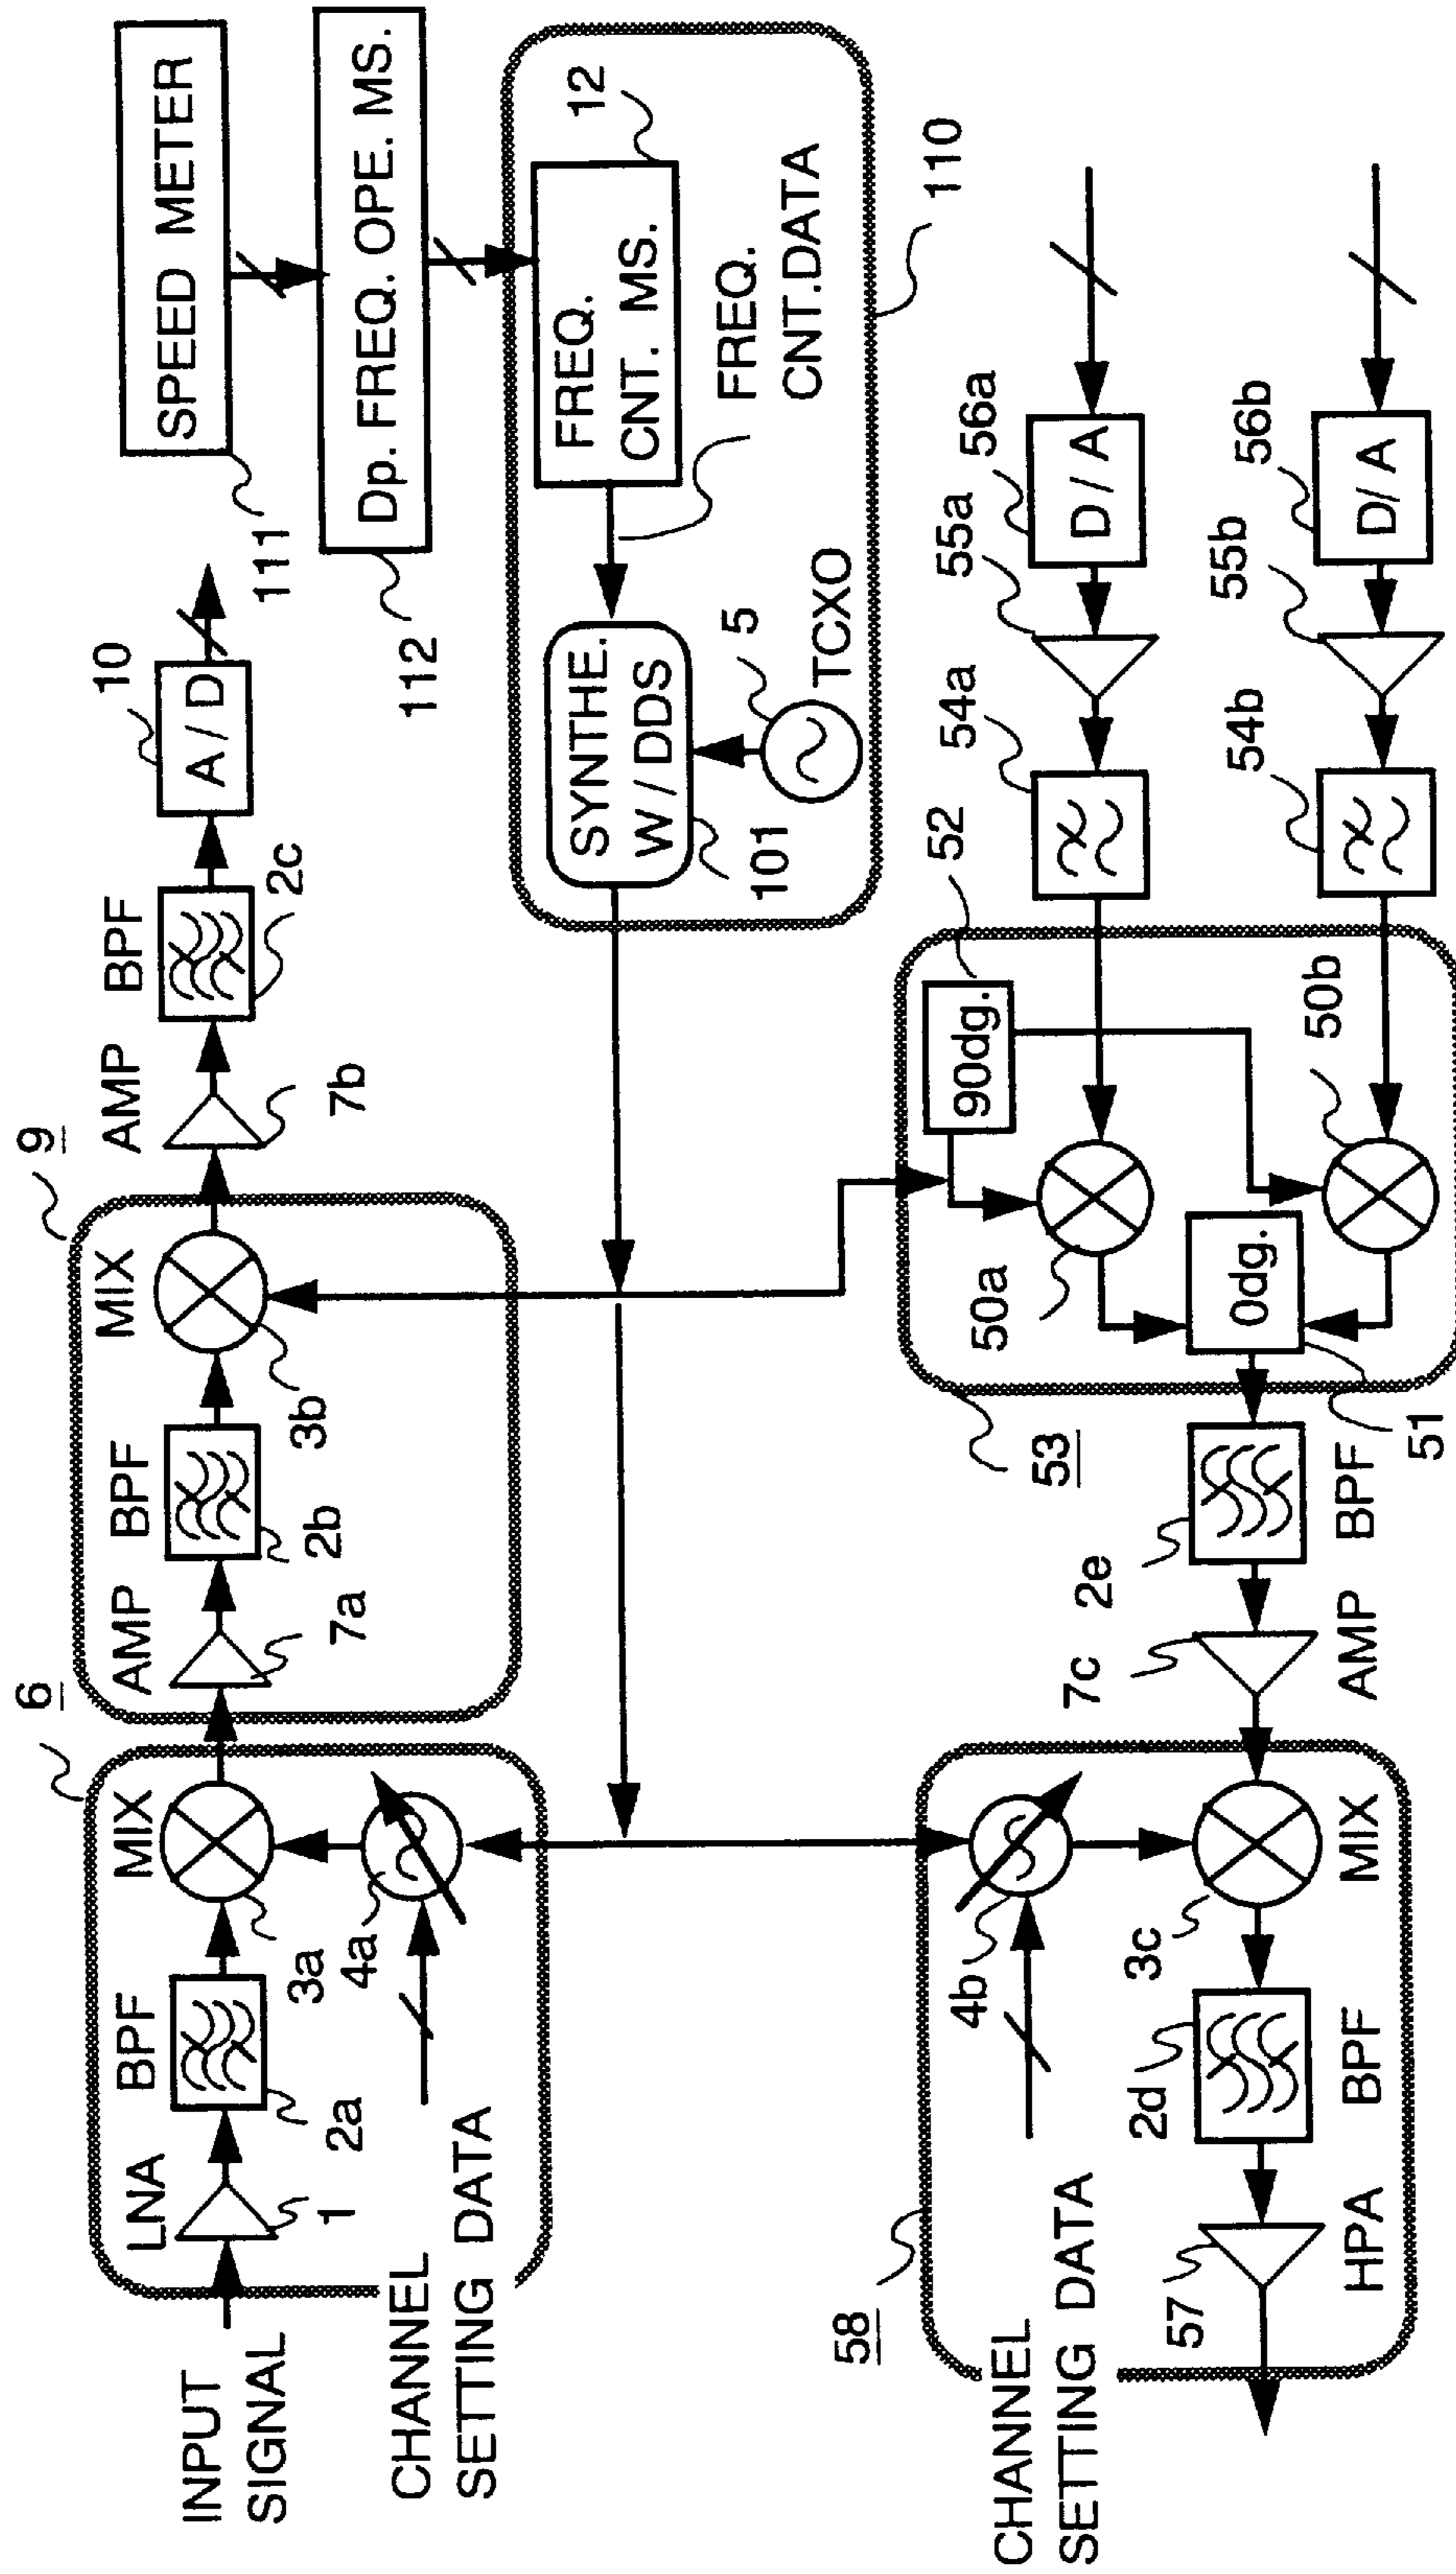 6
9
LNA
BPF
MIX
AMP
BPF
MIX
AMP
BPF
10
A / D
SPEED METER
111
INPUT
SIGNAL
1
2a
3a
4a
7a
2b
3b
7b
2c
CHANNEL
SETTING DATA
Dp. FREQ. OPE. MS.
112
12
FREQ.
CNT. MS.
FREQ.
CNT.DATA
SYNTHE.
W / DDS
101
5
TCXO
110
58
CHANNEL
SETTING DATA
4b
3c
2d
57
HPA
BPF
MIX
7c
AMP
2e
BPF
53
51
52
90dg.
50a
0dg.
50b
54a
55a
56a
D / A
54b
55b
56b
D/ A